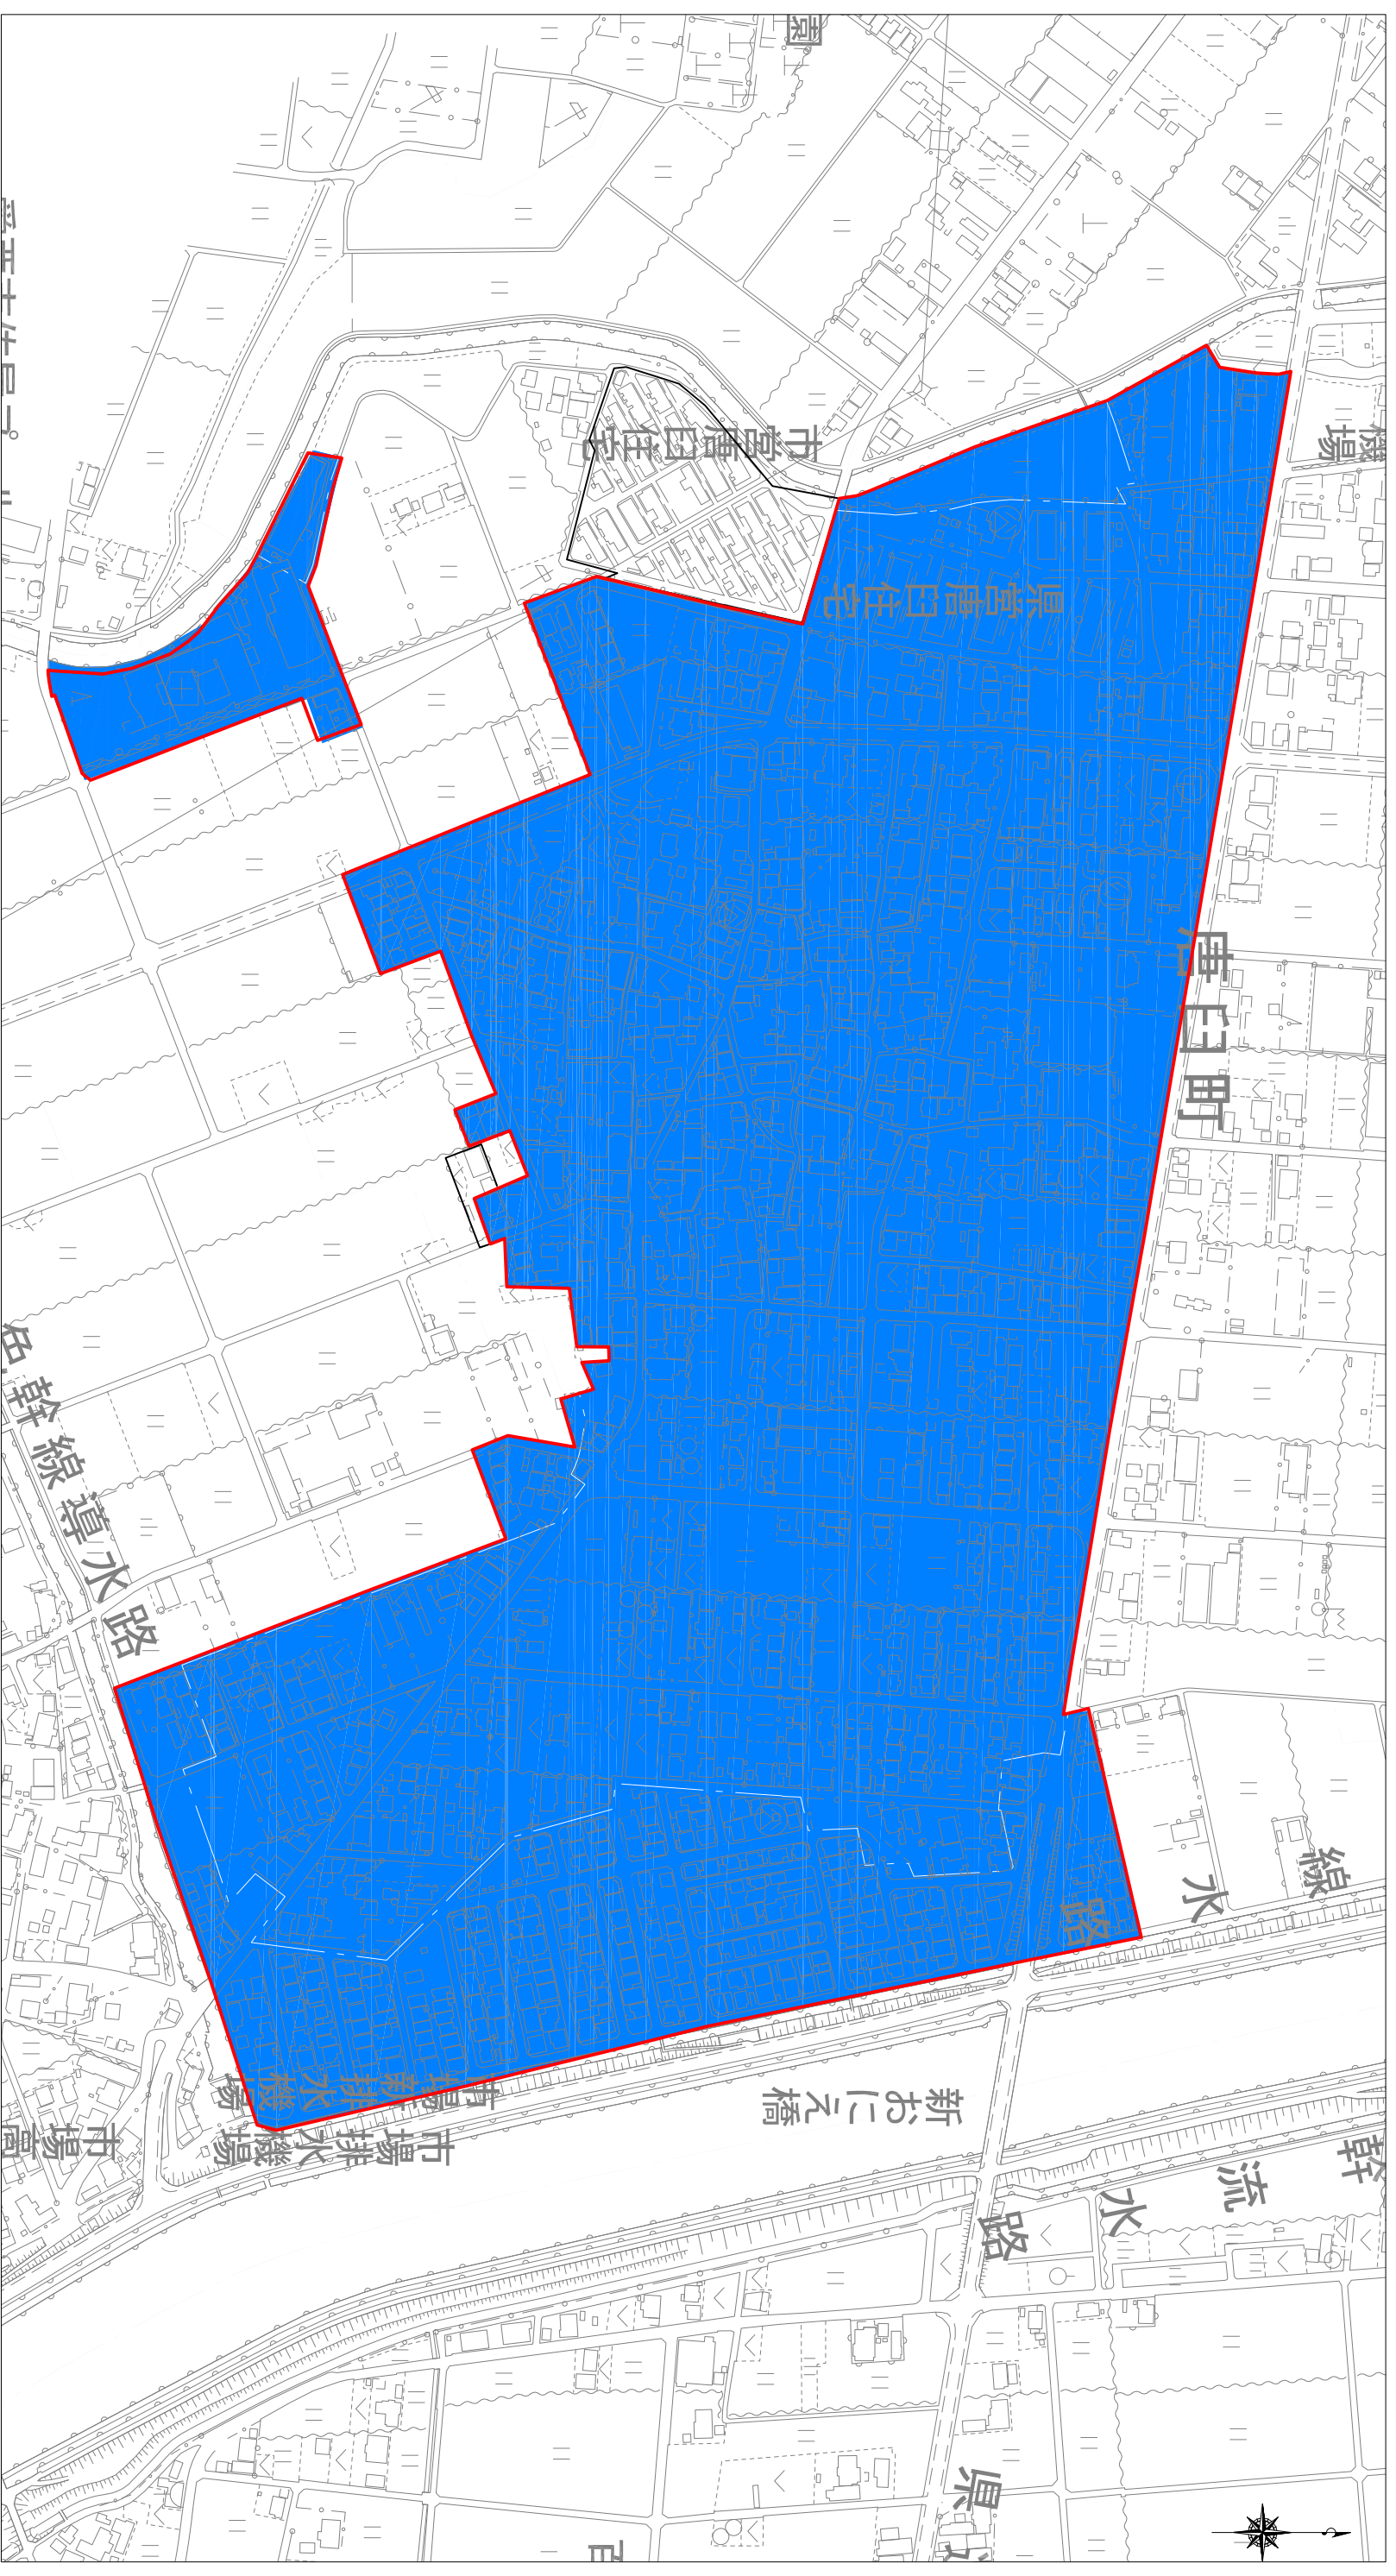 園
機場
市営唐臼住宅
県営唐臼住宅
唐臼町
幹線導水路
線
水
路
市場新排水機場
市場排水機場
市場高
新おにえ橋
幹
流
水
路
県